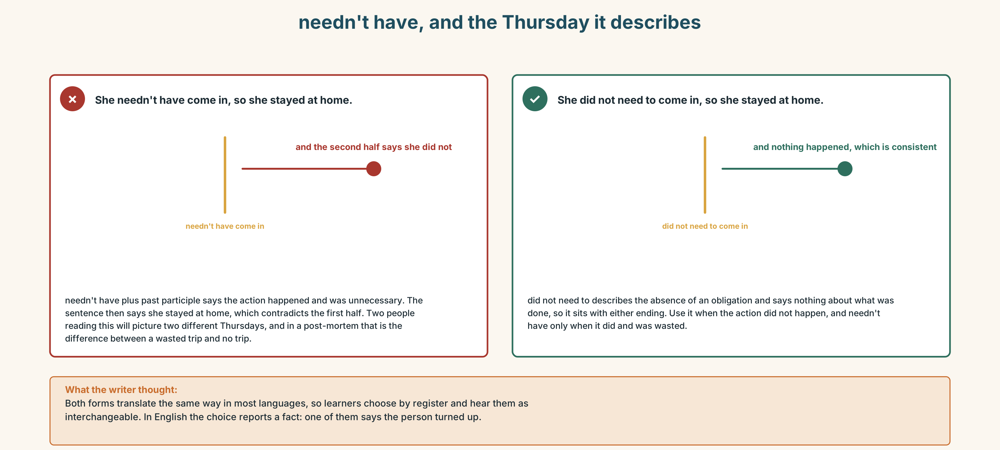 needn't have, and the Thursday it describes
She needn't have come in, so she stayed at home.
and the second half says she did not
needn't have come in
needn't have plus past participle says the action happened and was unnecessary. The
sentence then says she stayed at home, which contradicts the first half. Two people
reading this will picture two different Thursdays, and in a post-mortem that is the
difference between a wasted trip and no trip.
She did not need to come in, so she stayed at home.
and nothing happened, which is consistent
did not need to come in
did not need to describes the absence of an obligation and says nothing about what was
done, so it sits with either ending. Use it when the action did not happen, and needn't
have only when it did and was wasted.
What the writer thought:
Both forms translate the same way in most languages, so learners choose by register and hear them as
interchangeable. In English the choice reports a fact: one of them says the person turned up.